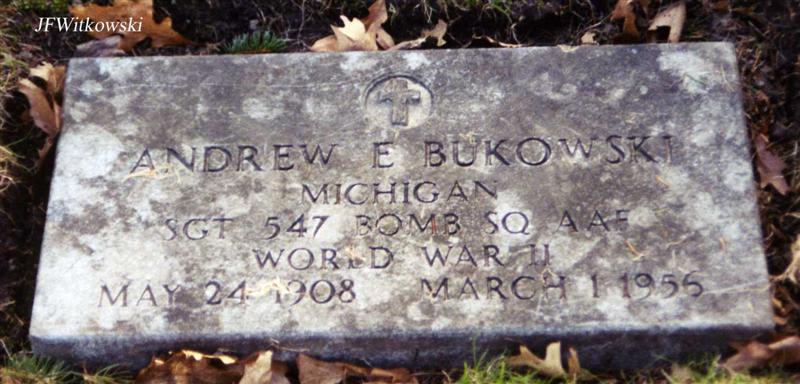 JFWitkowski
ANDREW E BUKOWSKI
MICHIGAN
SGT 547 BOMB SQ AAF
WORLD WAR II
MAY 24 1908 MARCH 1 1956